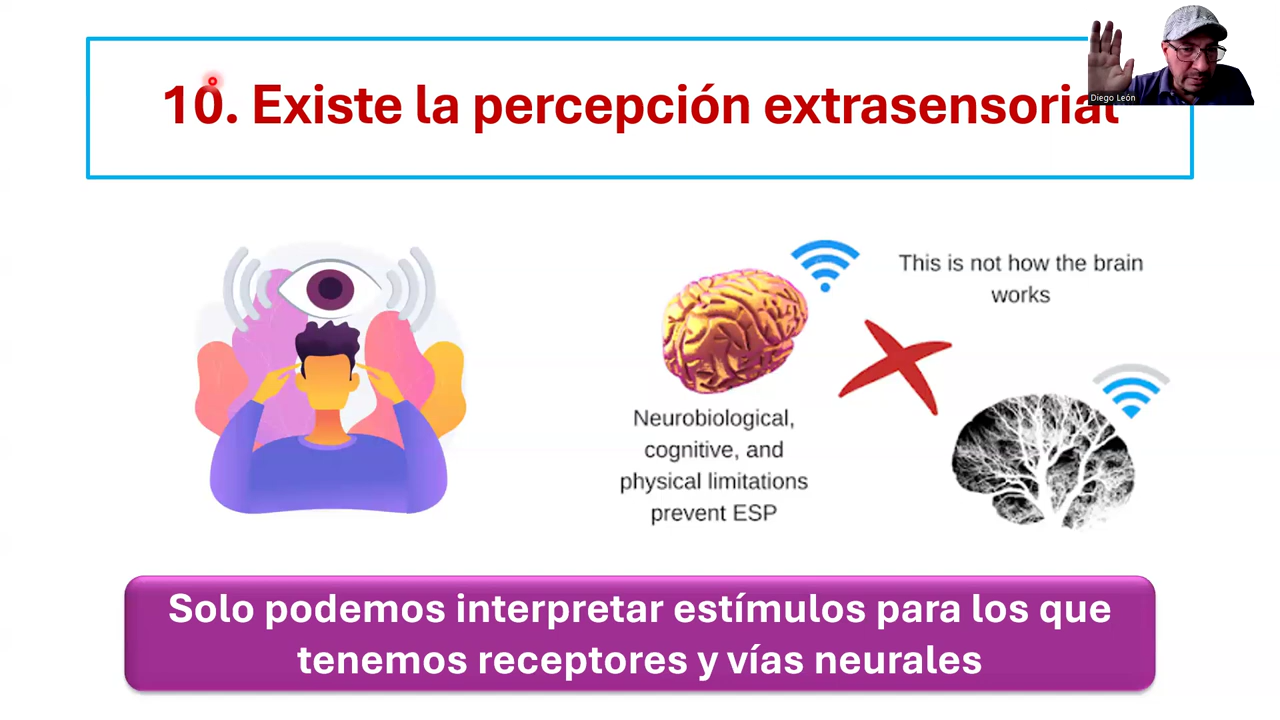 10. Existe la percepción extrasensorial
Diego León
This is not how the brain
works
Neurobiological,
cognitive, and
physical limitations
prevent ESP
Solo podemos interpretar estímulos para los que
tenemos receptores y vías neurales